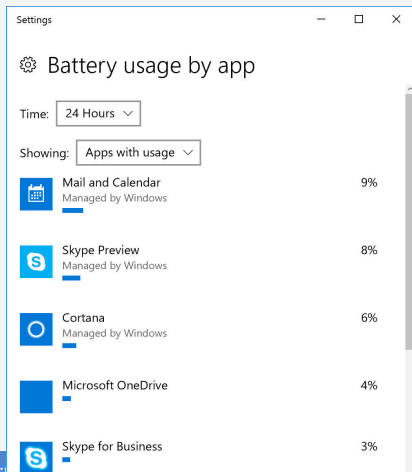 Settings
Battery usage by app
Time: 24 Hours
Showing: Apps with usage
Mail and Calendar 9%
Managed by Windows
Skype Preview 8%
Managed by Windows
Cortana 6%
Managed by Windows
Microsoft OneDrive 4%
Skype for Business 3%